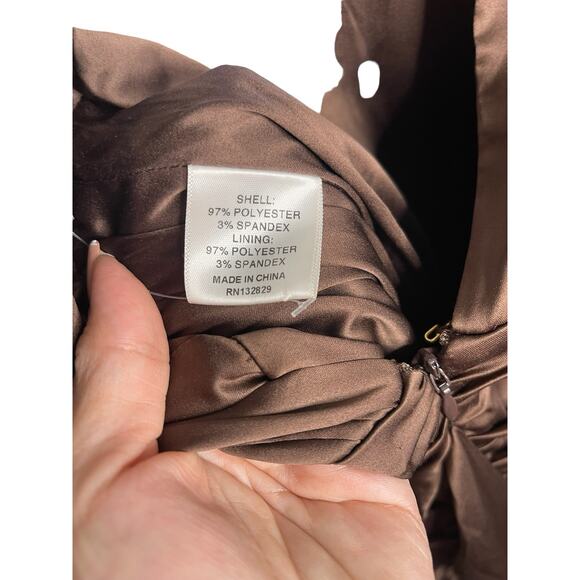 SHELL:
97% POLYESTER
3% SPANDEX
LINING:
97% POLYESTER
3% SPANDEX
MADE IN CHINA
RN132829